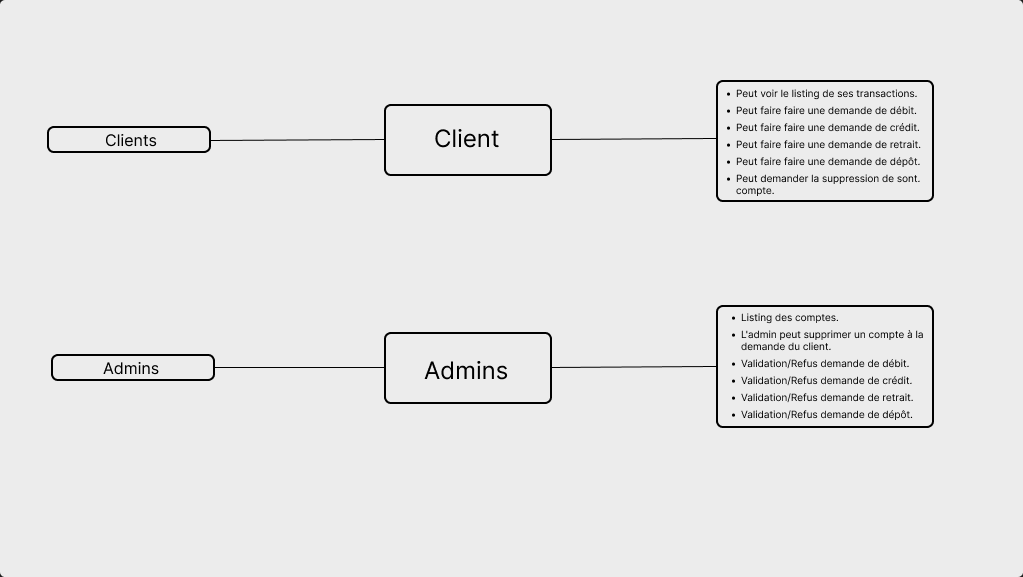 Clients
Client
• Peut voir le listing de ses transactions.
• Peut faire faire une demande de débit.
• Peut faire faire une demande de crédit.
• Peut faire faire une demande de retrait.
• Peut faire faire une demande de dépôt.
• Peut demander la suppression de sont.
compte.
Admins
Admins
• Listing des comptes.
• L'admin peut supprimer un compte à la
demande du client.
• Validation/Refus demande de débit.
• Validation/Refus demande de crédit.
• Validation/Refus demande de retrait.
• Validation/Refus demande de dépôt.